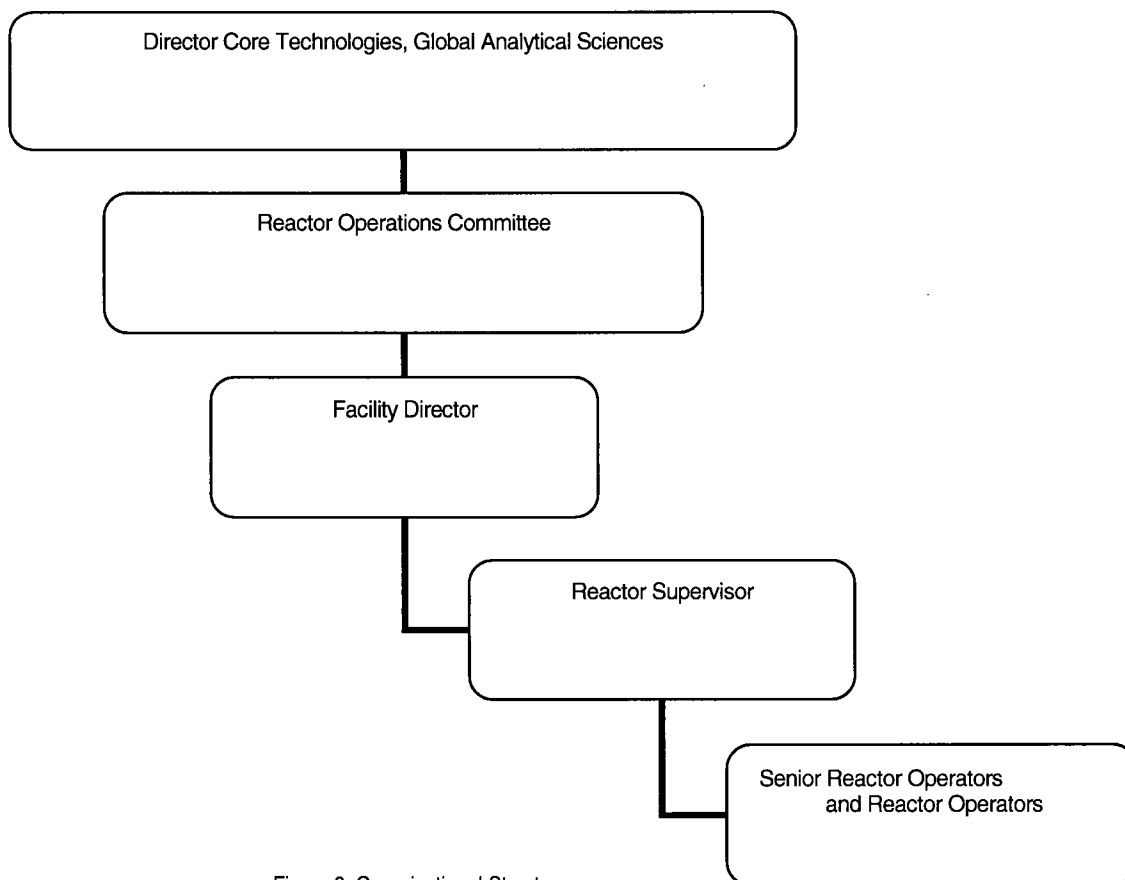 Director Core Technologies, Global Analytical Sciences
Reactor Operations Committee
Facility Director
Reactor Supervisor
Senior Reactor Operators
and Reactor Operators